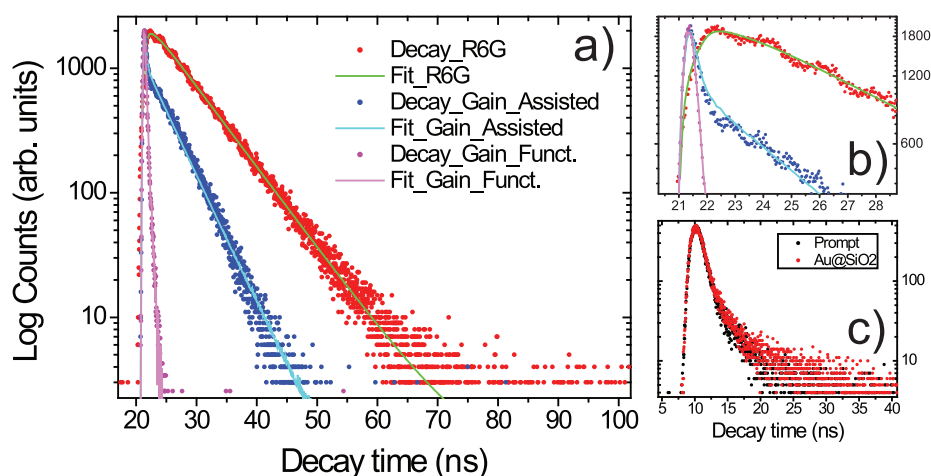 a)
Decay_R6G
Fit_R6G
Decay_Gain_Assisted
Fit_Gain_Assisted
Decay_Gain_Funct.
Fit_Gain_Funct.
Log Counts (arb. units)
1000
100
10
20 30 40 50 60 70 80 90 100
Decay time (ns)
b)
1800
1200
600
21 22 23 24 25 26 27 28
c)
Prompt
Au@SiO2
100
10
5 10 15 20 25 30 35 40
Decay time (ns)